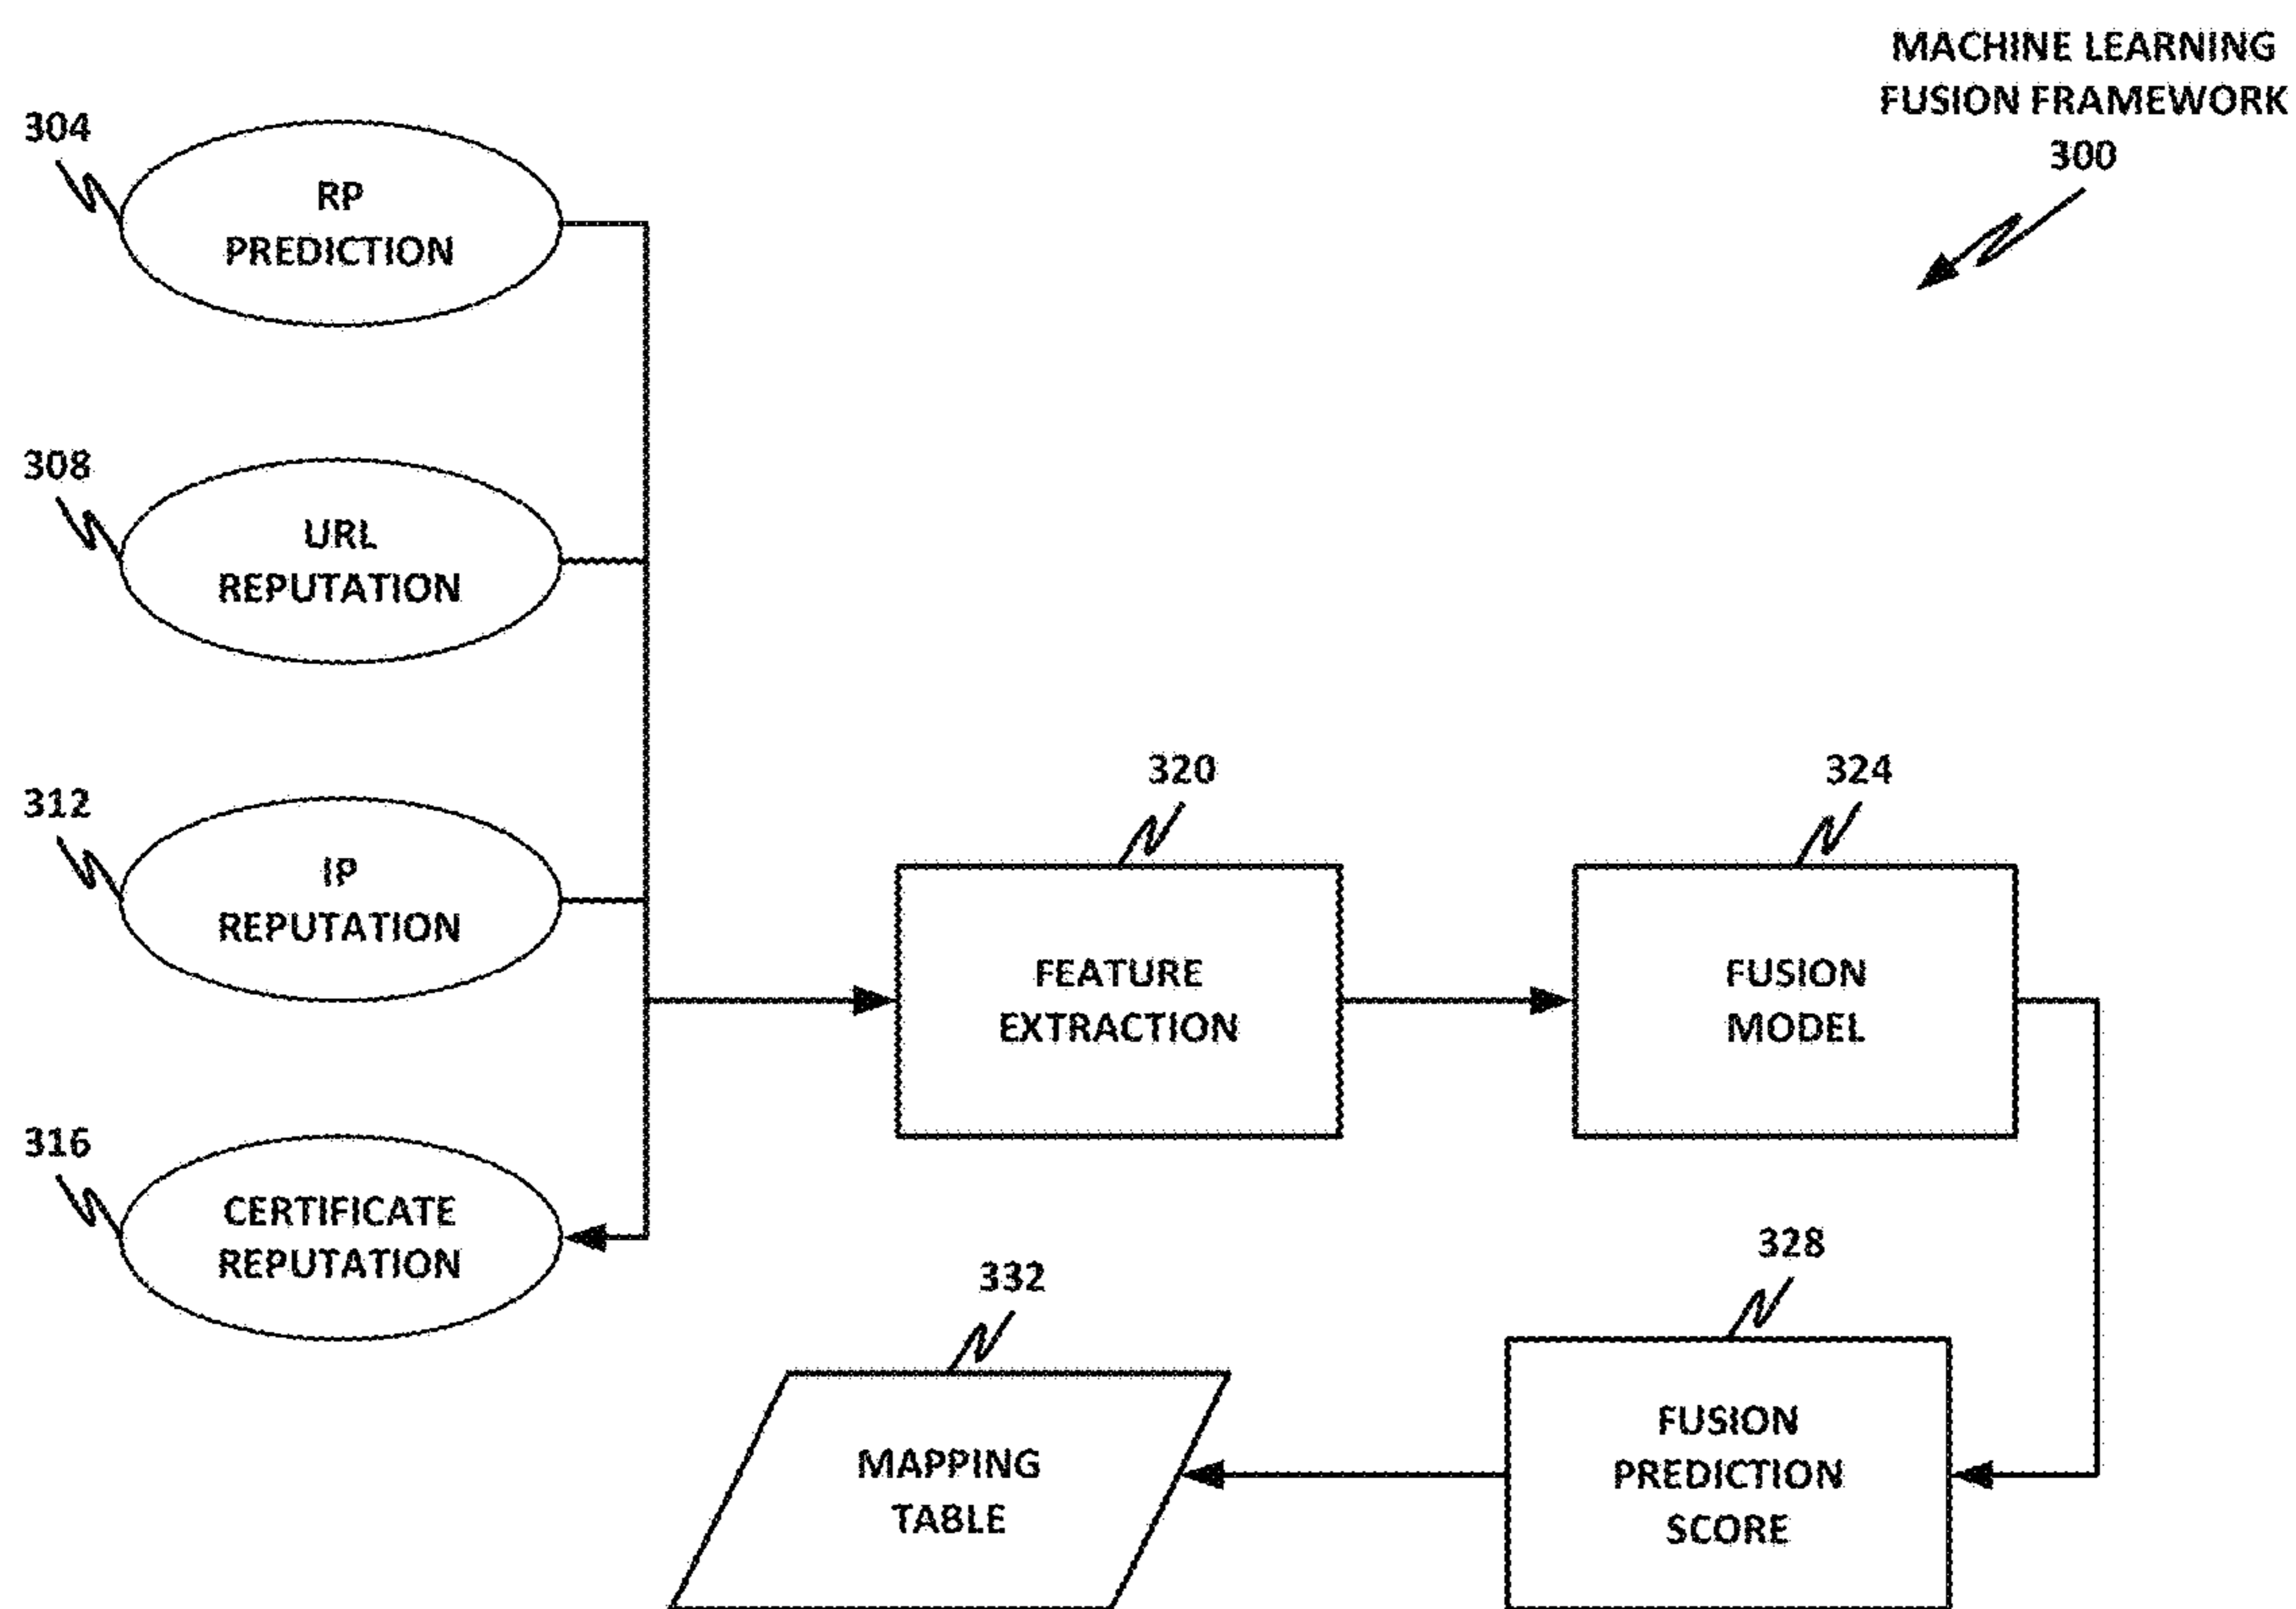 MACHINE LEARNING
FUSION FRAMEWORK
300
304
RP
PREDICTION
308
URL
REPUTATION
312
IP
REPUTATION
320
FEATURE
EXTRACTION
324
FUSION
MODEL
316
CERTIFICATE
REPUTATION
328
FUSION
PREDICTION
SCORE
332
MAPPING
TABLE